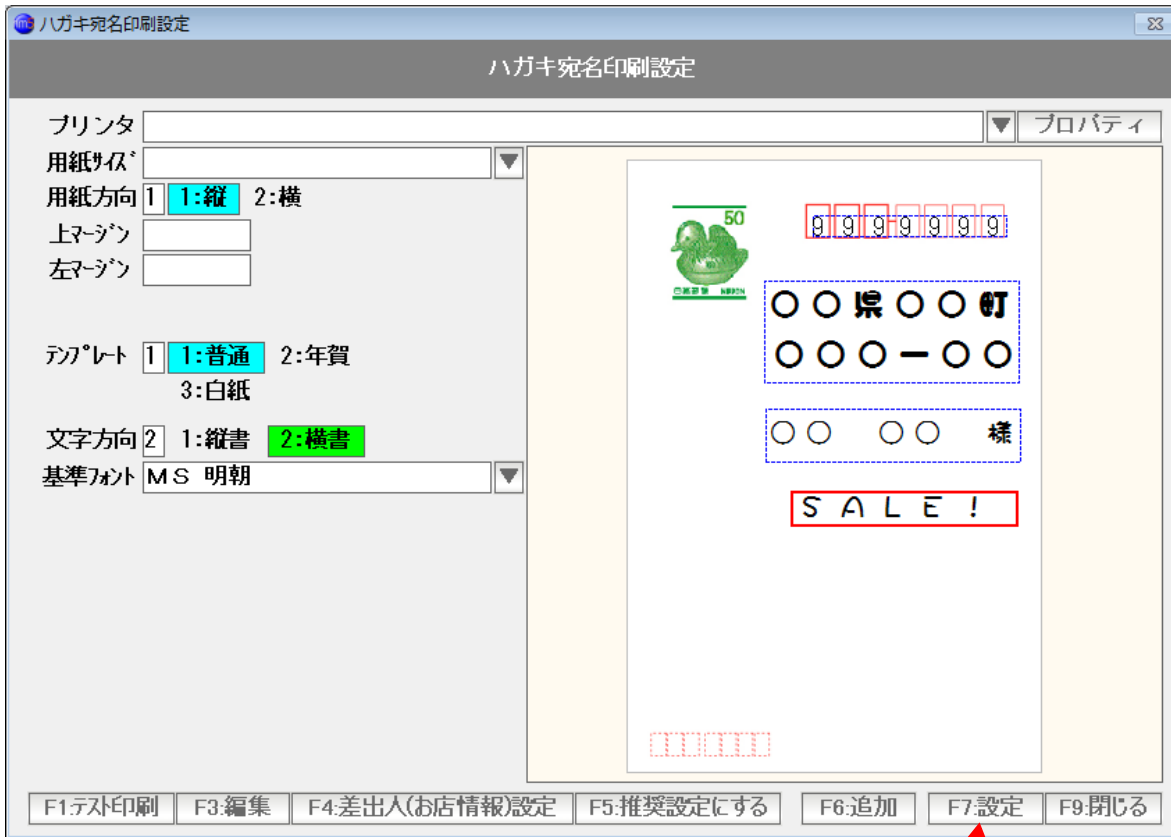 ハガキ宛名印刷設定
ハガキ宛名印刷設定
プリンタ
プロパティ
用紙ｻｲｽﾞ
用紙方向 1 1:縦 2:横
上ﾏｰｼﾞﾝ
左ﾏｰｼﾞﾝ
ﾃﾝﾌﾟﾚｰﾄ 1 1:普通 2:年賀
3:白紙
文字方向 2 1:縦書 2:横書
基準ﾌｫﾝﾄ ＭＳ 明朝
50
999-9999
○○県○○町
○○○ー○○
○○ ○○ 様
ＳＡＬＥ！
F1:ﾃｽﾄ印刷 F3:編集 F4:差出人(お店情報)設定 F5:推奨設定にする F6:追加 F7:設定 F9:閉じる